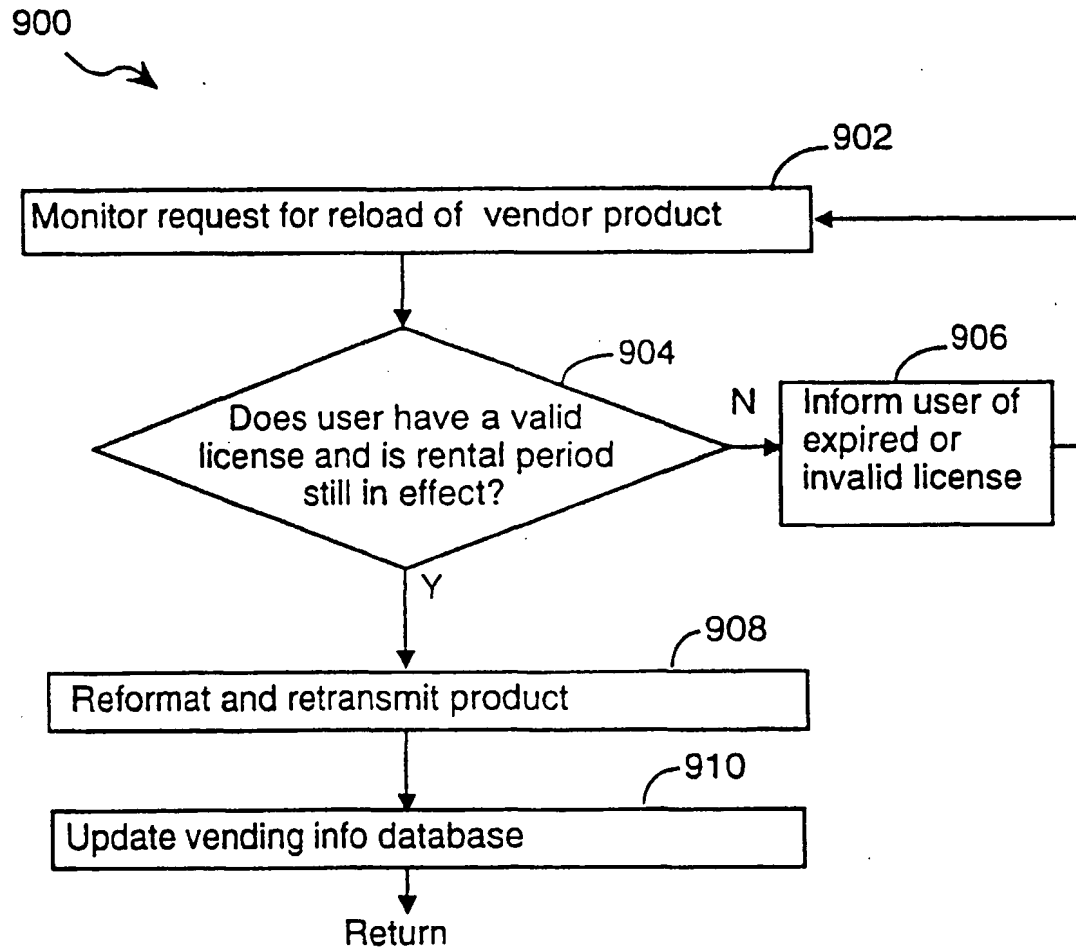 900
902
Monitor request for reload of vendor product
904
Does user have a valid
license and is rental period
still in effect?
N
906
Inform user of
expired or
invalid license
Y
908
Reformat and retransmit product
910
Update vending info database
Return